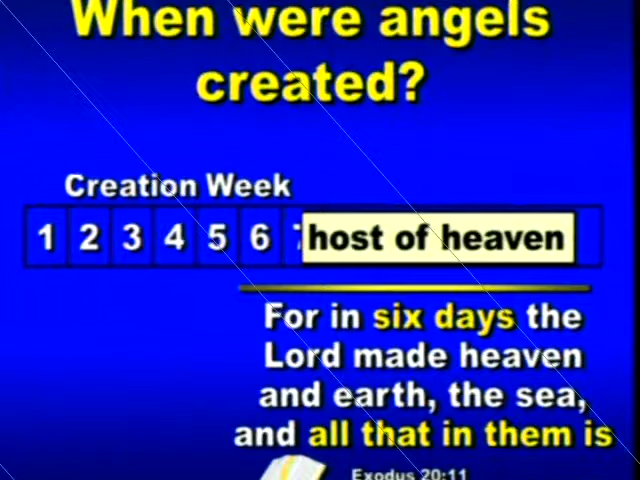 When were angels
created?
Creation Week
1 2 3 4 5 6 7 host of heaven
For in six days the
Lord made heaven
and earth, the sea,
and all that in them is
Exodus 20:11